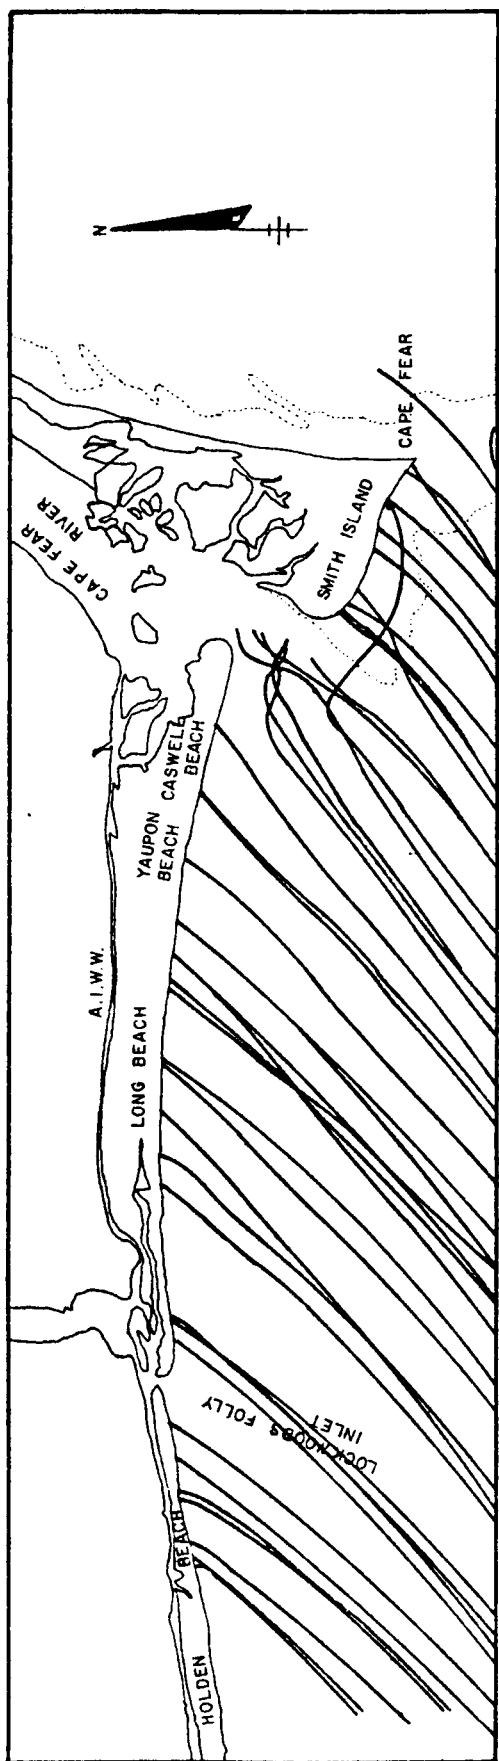 N
CAPE FEAR
RIVER
CAPE FEAR
SMITH ISLAND
CASWELL
BEACH
YAUPON
BEACH
A.I.W.W.
LONG BEACH
LOCKWOODS FOLLY
INLET
HOLDEN
BEACH